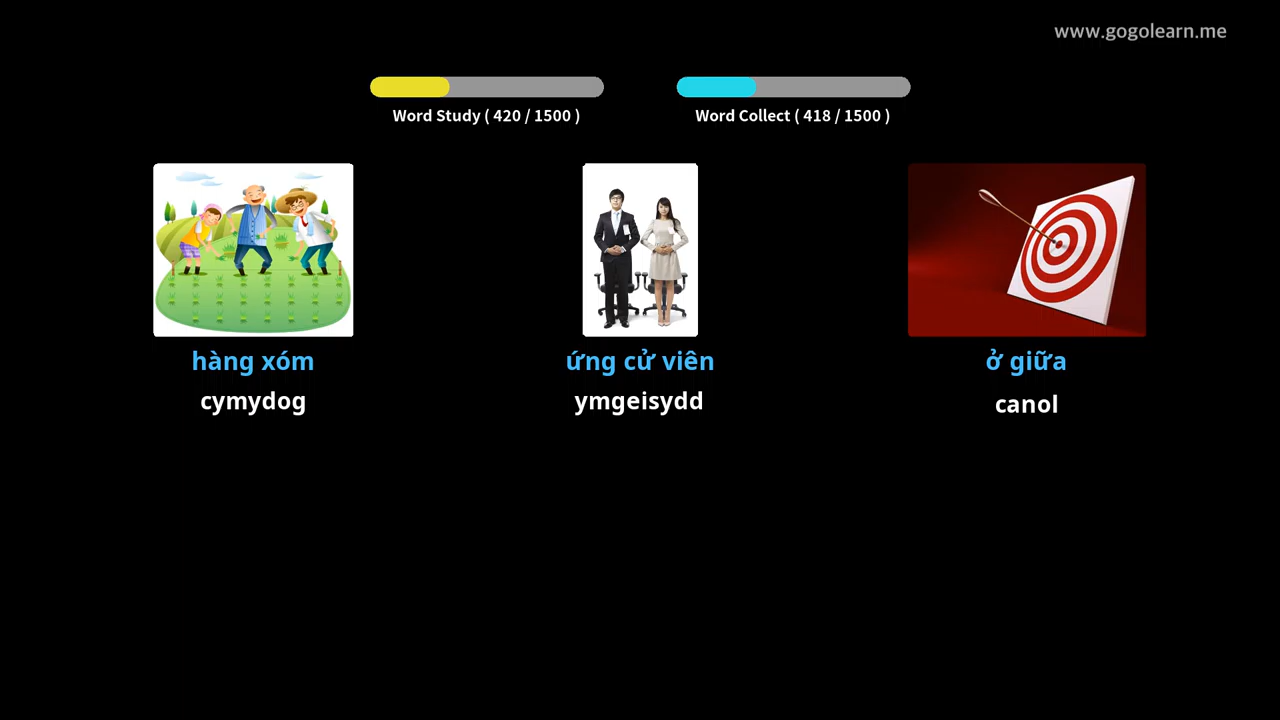 www.gogolearn.me
Word Study ( 420 / 1500 )
Word Collect ( 418 / 1500 )
hàng xóm
ứng cử viên
ở giữa
cymydog
ymgeisydd
canol